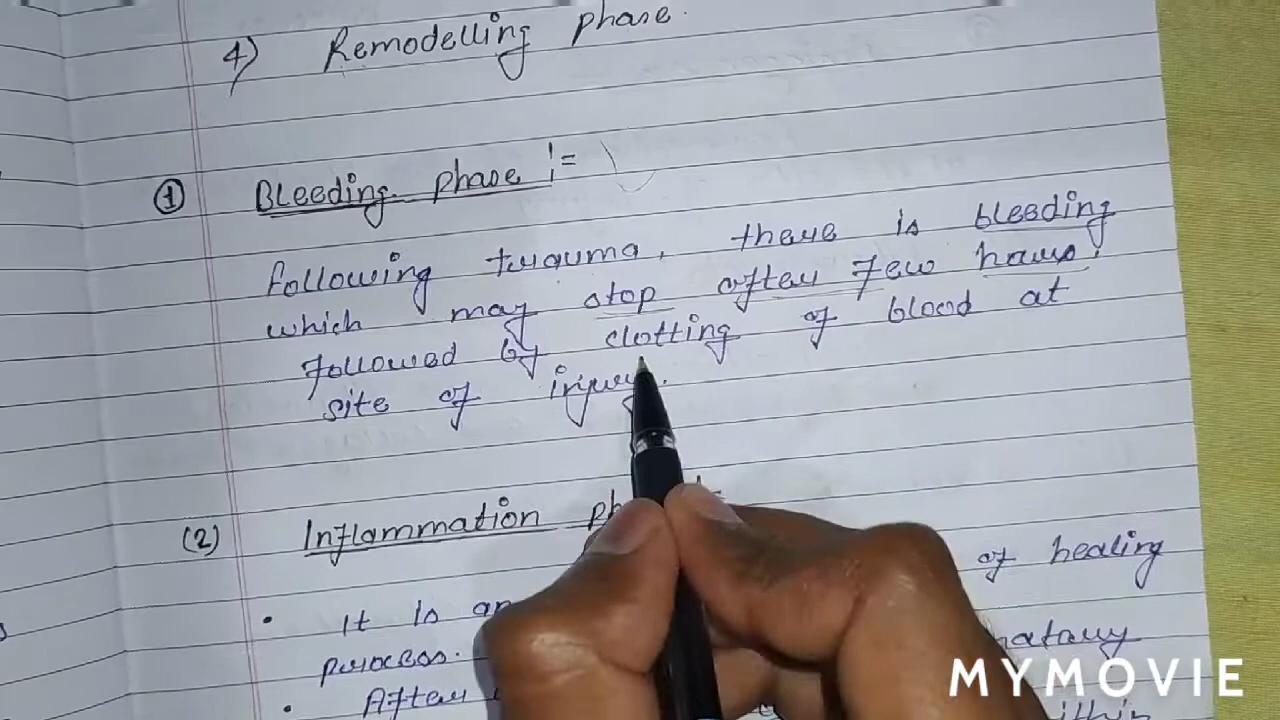 4) Remodelling phase.
① Bleeding phase :=
Following trauma, there is bleeding
which may stop after few hours.
followed by clotting of blood at
site of injury.
(2) Inflammation
• It is an of healing
process.
• After within
MYMOVIE